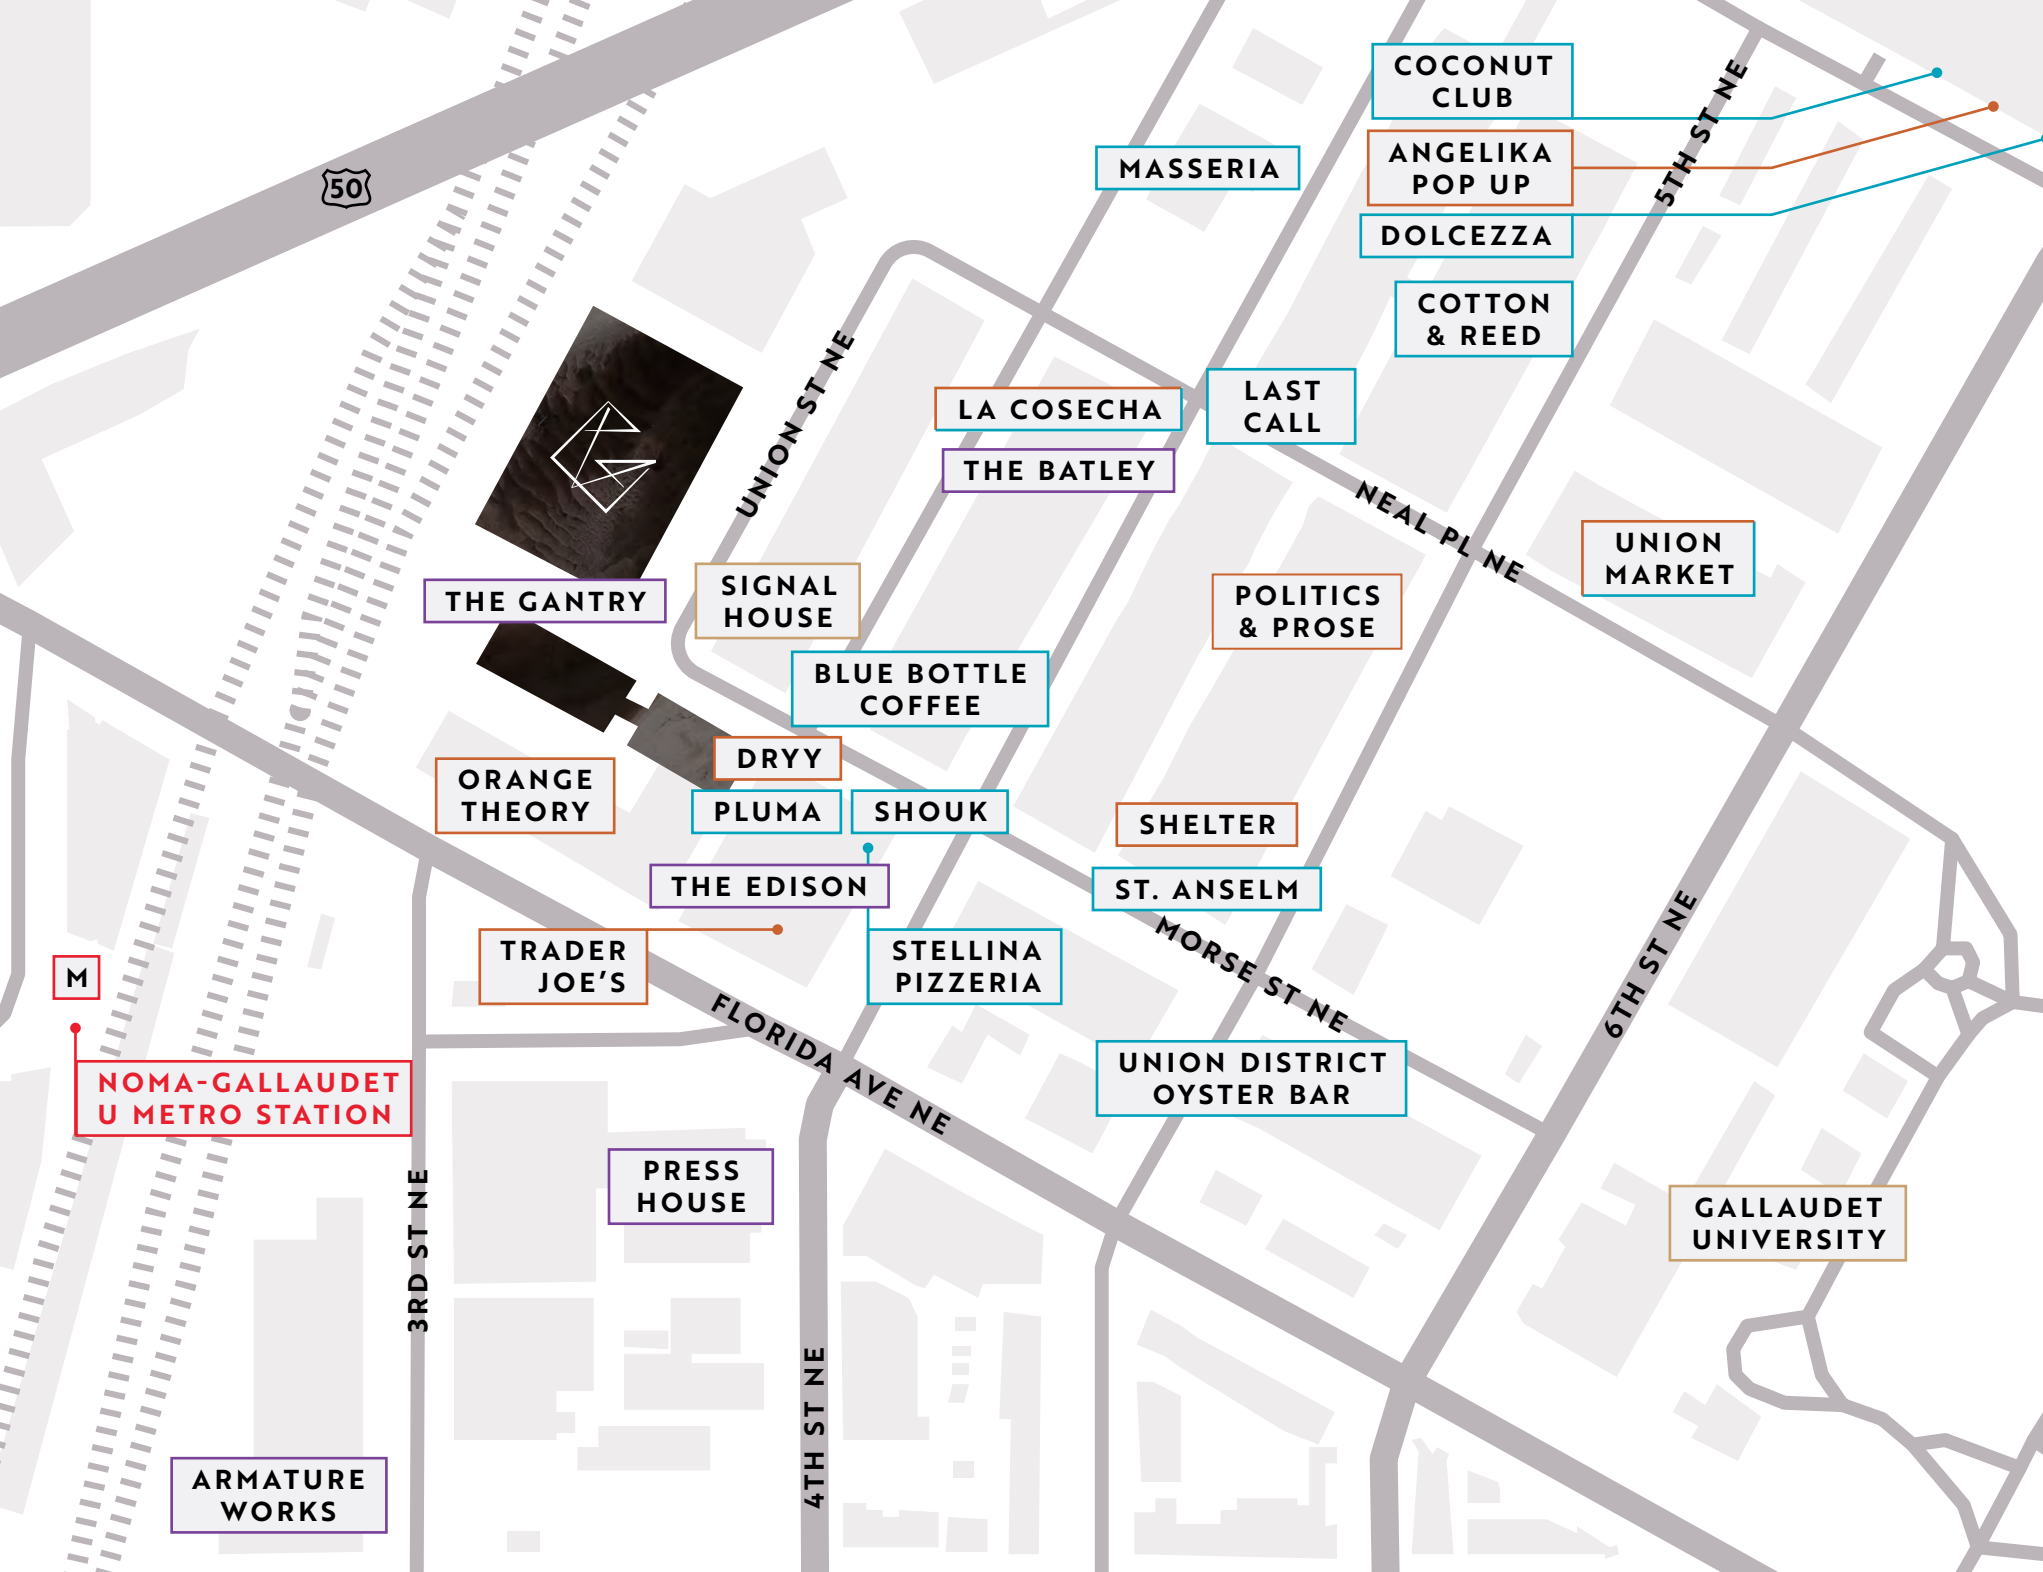 COCONUT
CLUB
50
MASSERIA
ANGELIKA
POP UP
5TH ST NE
DOLCEZZA
COTTON
& REED
UNION ST NE
LA COSECHA
LAST
CALL
THE BATLEY
NEAL PL NE
UNION
MARKET
THE GANTRY
SIGNAL
HOUSE
POLITICS
& PROSE
BLUE BOTTLE
COFFEE
DRYY
ORANGE
THEORY
PLUMA
SHOUK
SHELTER
THE EDISON
ST. ANSELM
TRADER
JOE’S
STELLINA
PIZZERIA
MORSE ST NE
6TH ST NE
M
FLORIDA AVE NE
NOMA-GALLAUDET
U METRO STATION
UNION DISTRICT
OYSTER BAR
PRESS
HOUSE
GALLAUDET
UNIVERSITY
3RD ST NE
4TH ST NE
ARMATURE
WORKS